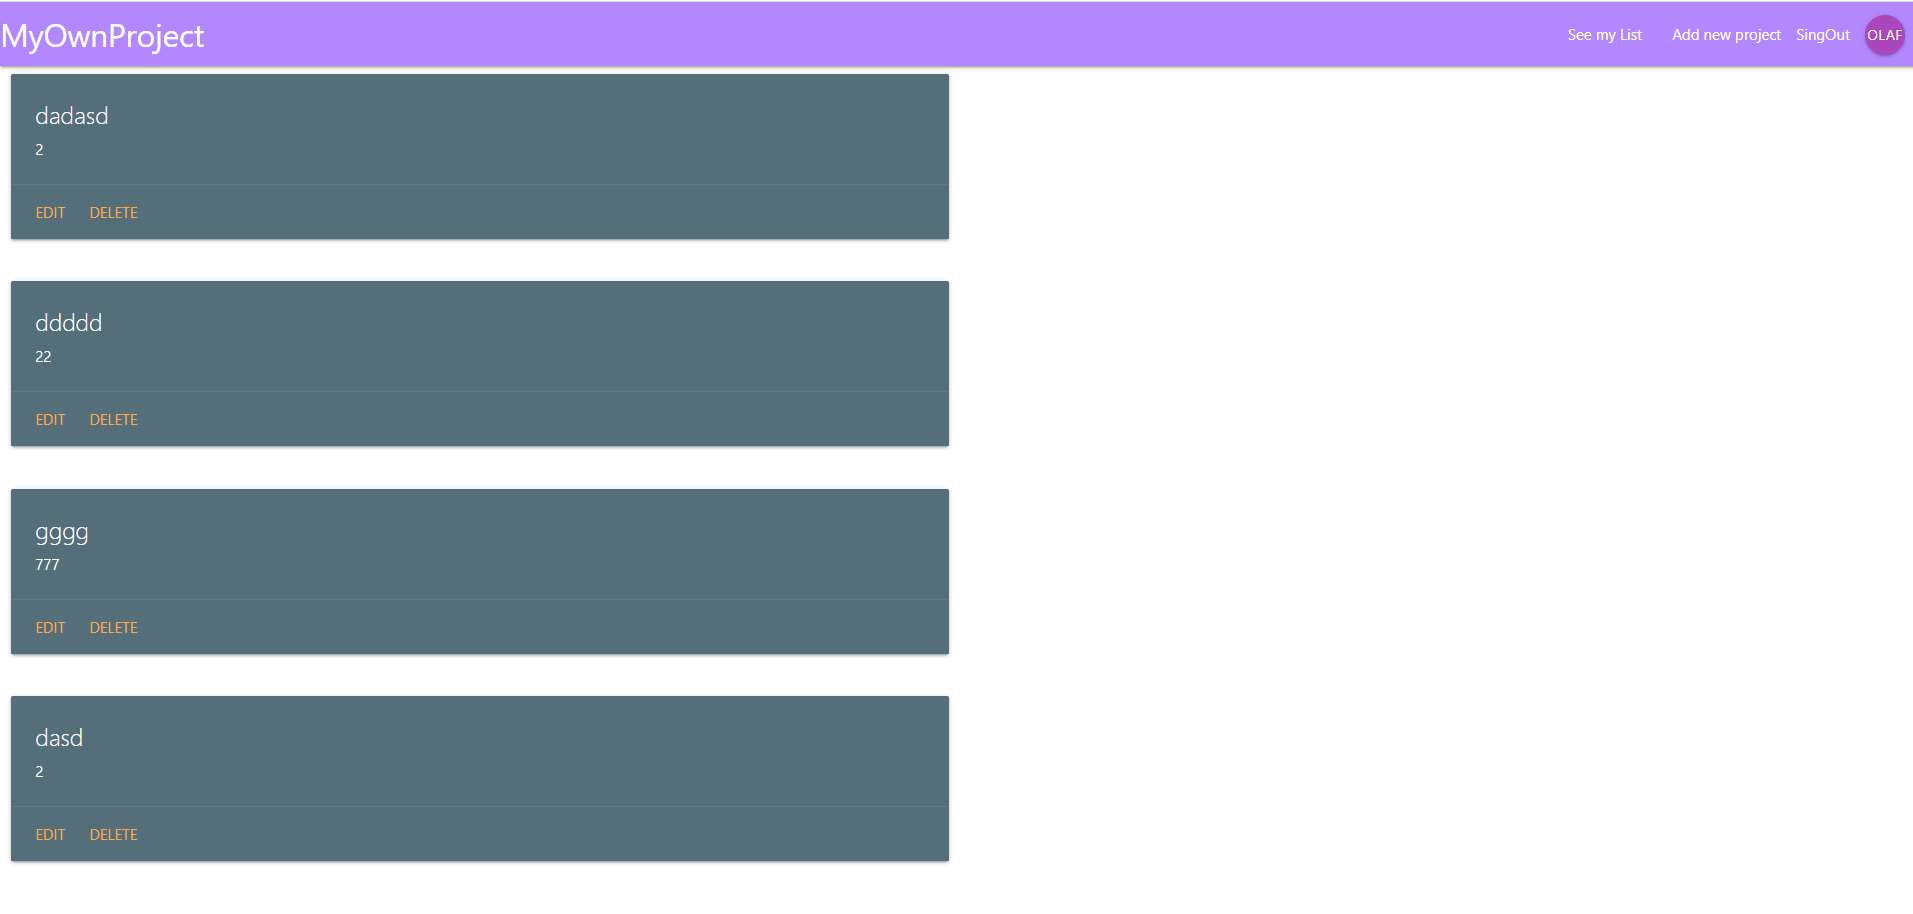 MyOwnProject
See my List Add new project SingOut OLAF
dadasd
2
EDIT DELETE
ddddd
22
EDIT DELETE
gggg
777
EDIT DELETE
dasd
2
EDIT DELETE